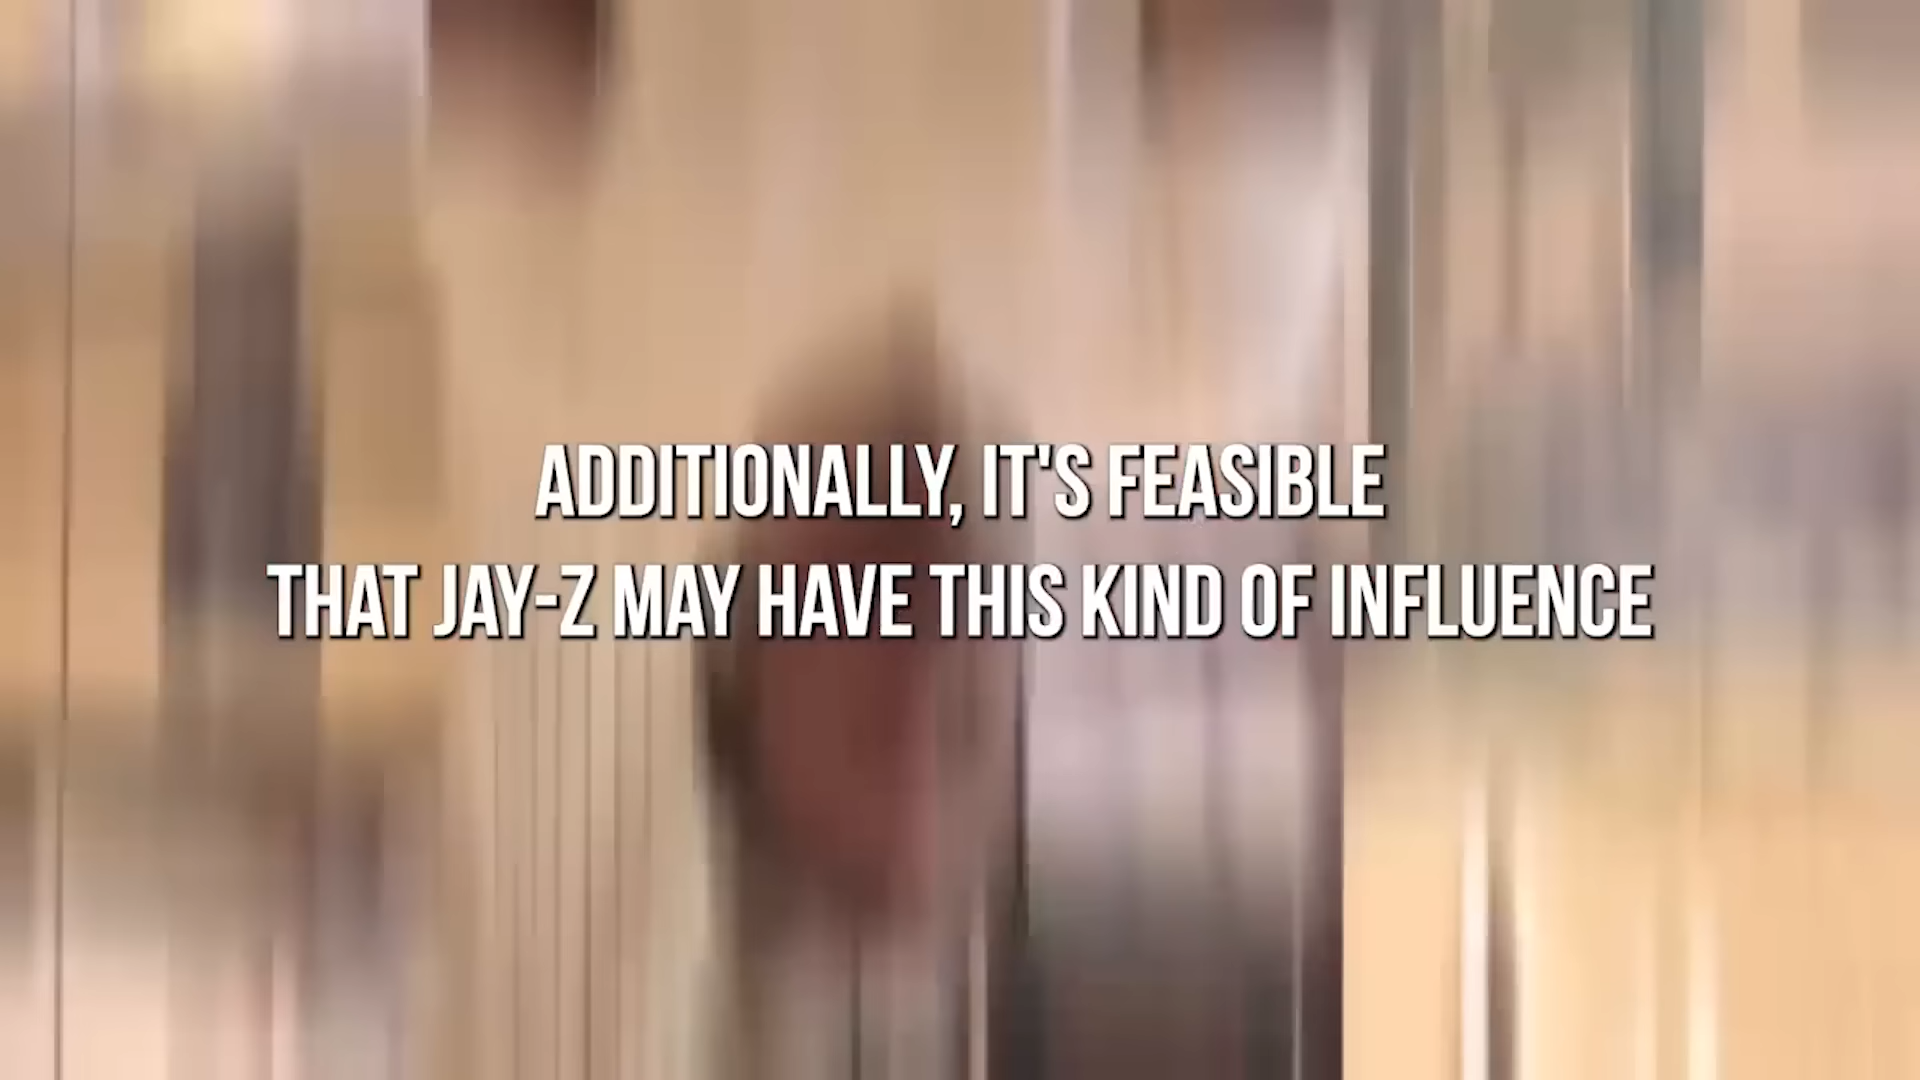 ADDITIONALLY, IT'S FEASIBLE
THAT JAY-Z MAY HAVE THIS KIND OF INFLUENCE